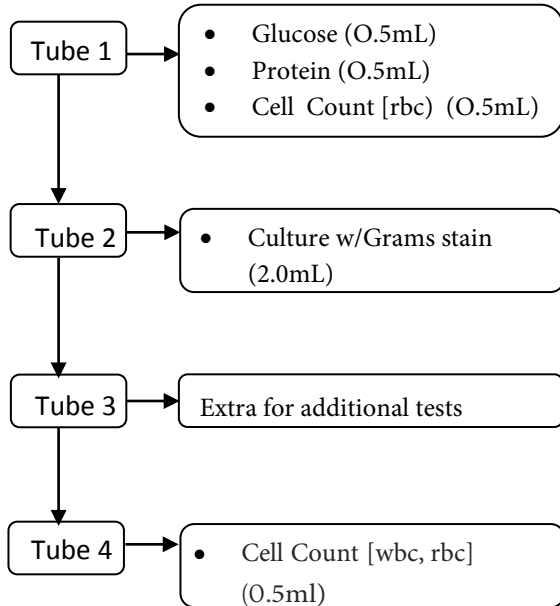 Tube 1
• Glucose (O.5mL)
• Protein (O.5mL)
• Cell Count [rbc) (O.5mL)
Tube 2
• Culture w/Grams stain
(2.0mL)
Tube 3
Extra for additional tests
Tube 4
• Cell Count [wbc, rbc]
(0.5ml)